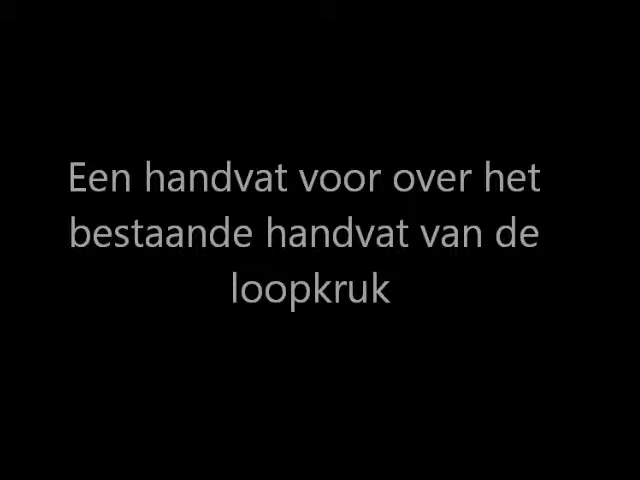 Een handvat voor over het
bestaande handvat van de
loopkruk